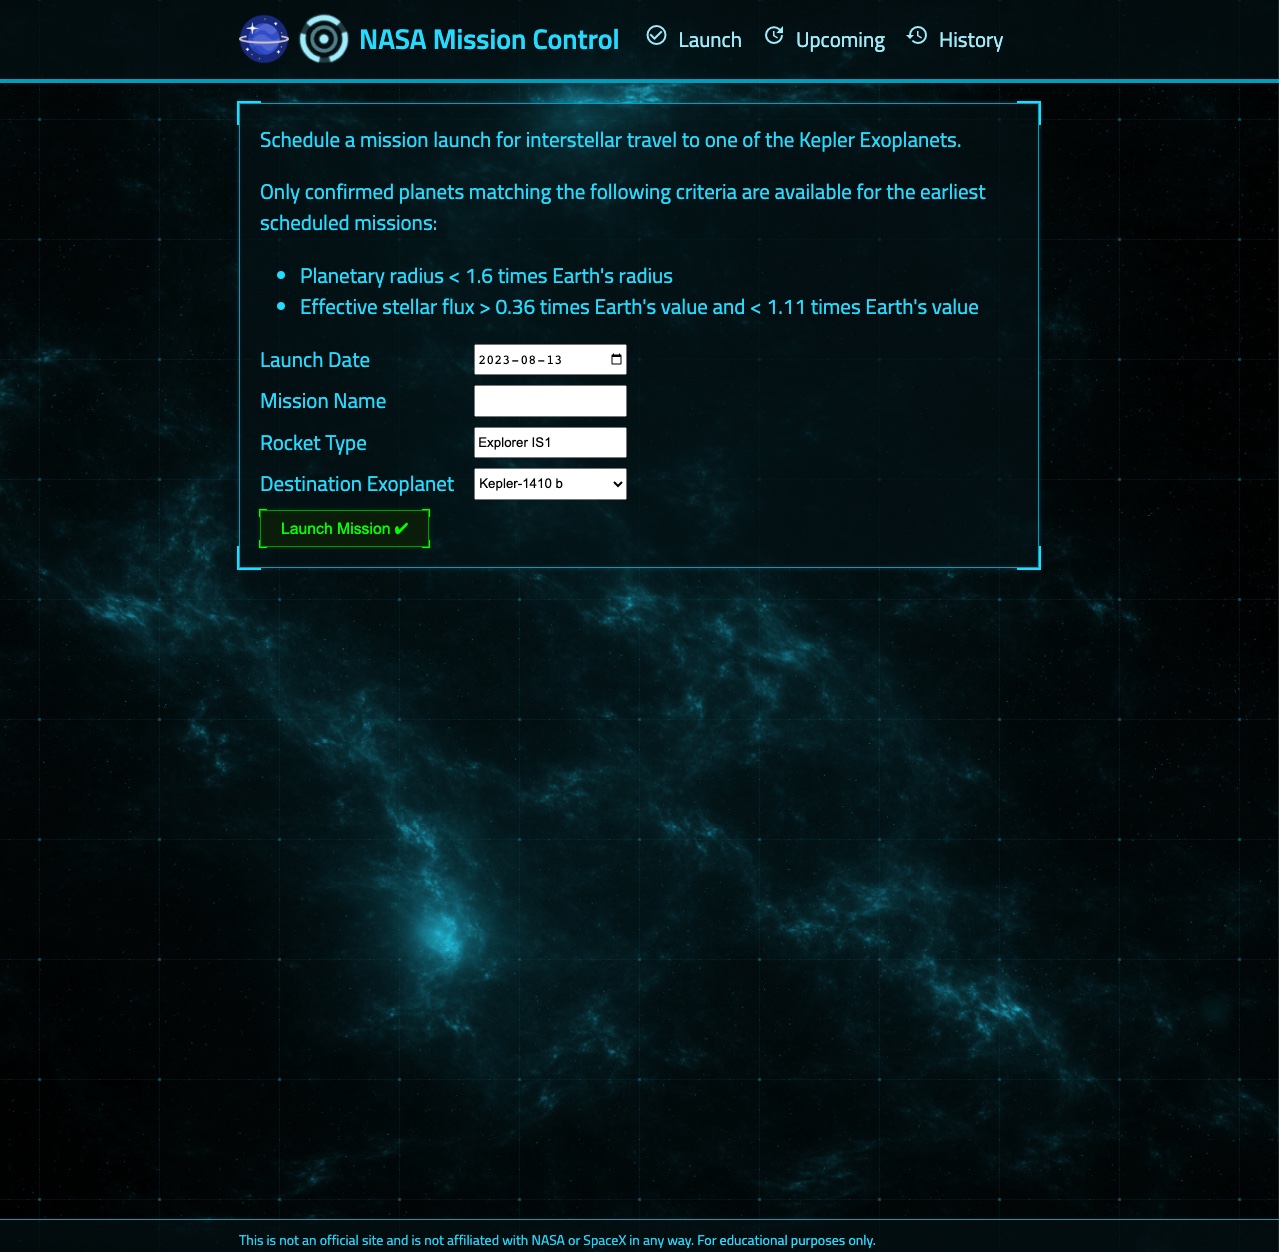 NASA Mission Control Launch Upcoming History
Schedule a mission launch for interstellar travel to one of the Kepler Exoplanets.
Only confirmed planets matching the following criteria are available for the earliest
scheduled missions:
• Planetary radius < 1.6 times Earth's radius
• Effective stellar flux > 0.36 times Earth's value and < 1.11 times Earth's value
Launch Date 2023-08-13
Mission Name
Rocket Type Explorer IS1
Destination Exoplanet Kepler-1410 b
Launch Mission ✔
This is not an official site and is not affiliated with NASA or SpaceX in any way. For educational purposes only.